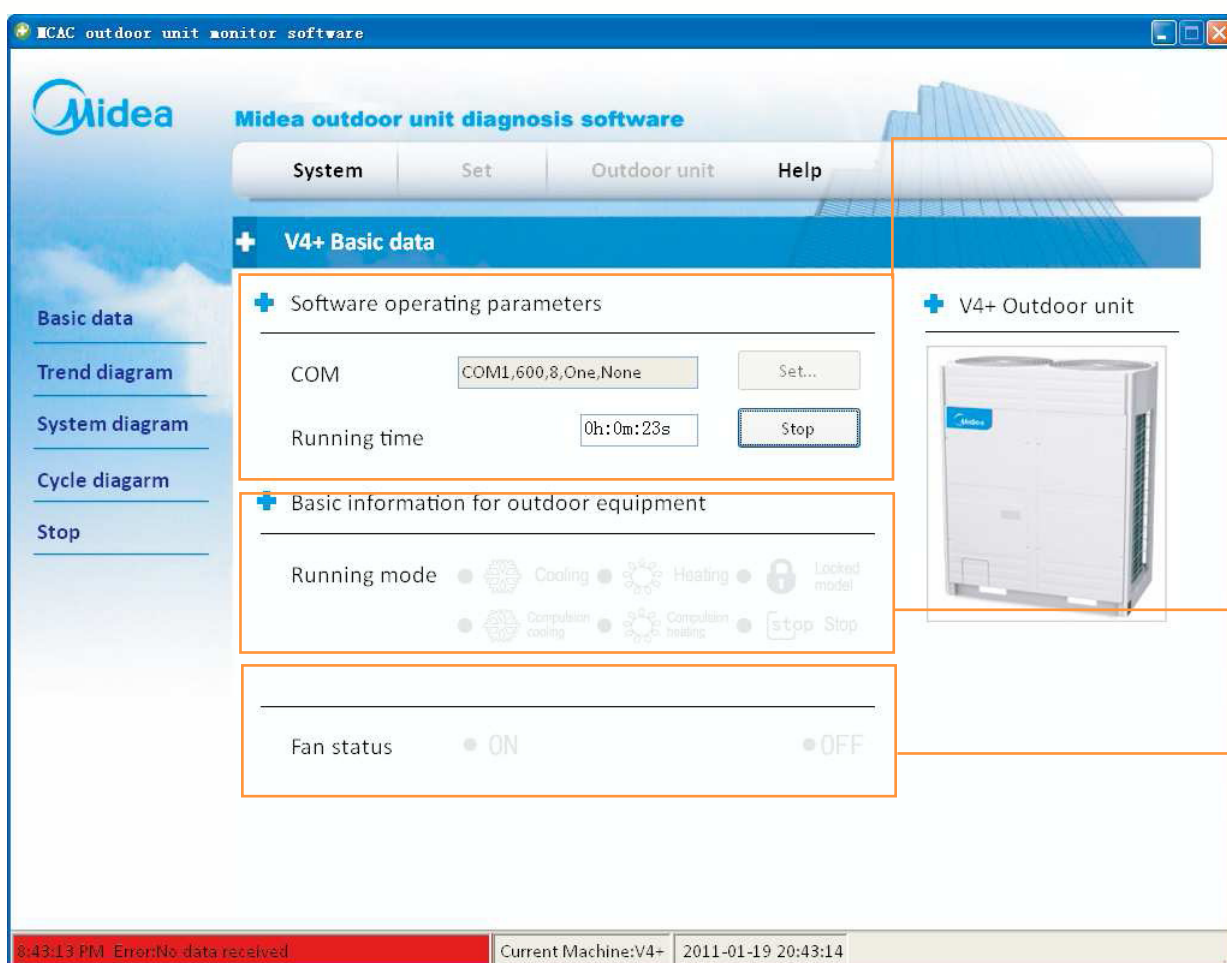 MCAC outdoor unit monitor software
Midea
Midea outdoor unit diagnosis software
System Set Outdoor unit Help
V4+ Basic data
Basic data
Trend diagram
System diagram
Cycle diagarm
Stop
Software operating parameters
COM COM1,600,8,One,None Set...
Running time 0h:0m:23s Stop
Basic information for outdoor equipment
Running mode Cooling Heating Locked model
Compulsion cooling Compulsion heating stop Stop
Fan status ON OFF
V4+ Outdoor unit
Midea
8:43:13 PM Error:No data received Current Machine:V4+ 2011-01-19 20:43:14